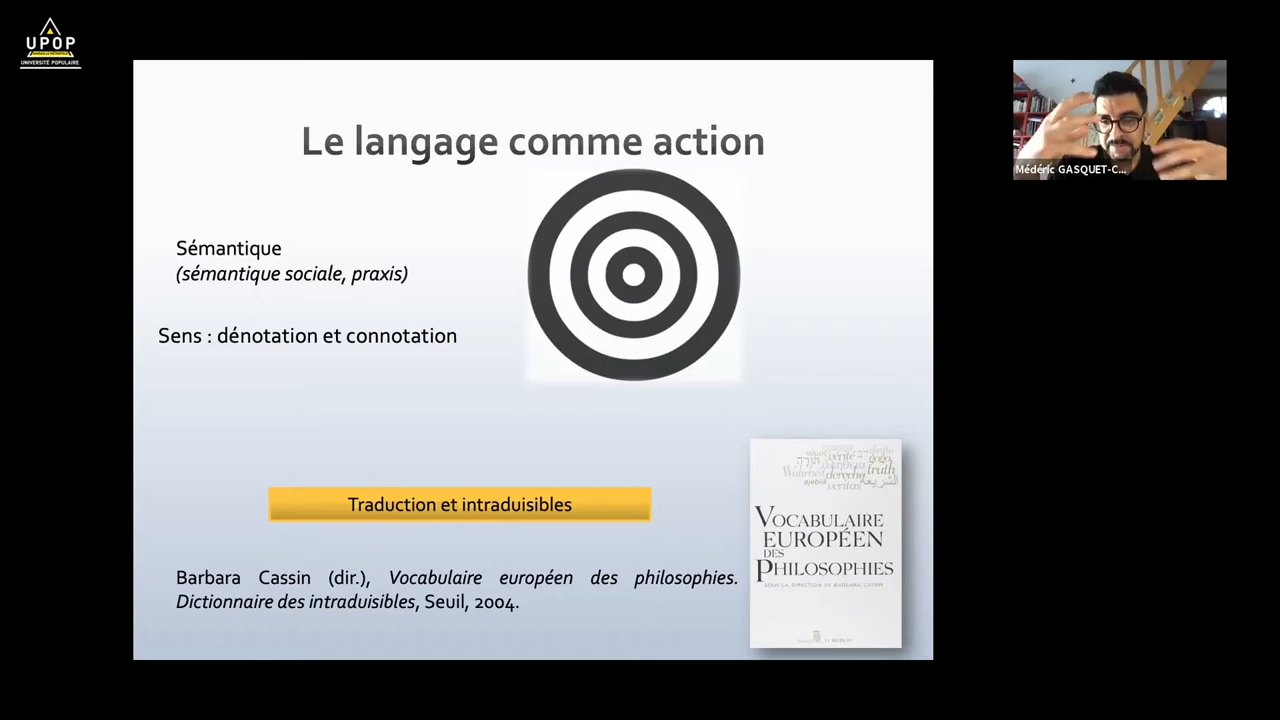 UPOP
UNIVERSITÉ POPULAIRE
Le langage comme action
Médéric GASQUET-C...
Sémantique
(sémantique sociale, praxis)
Sens : dénotation et connotation
Traduction et intraduisibles
Barbara Cassin (dir.), Vocabulaire européen des philosophies.
Dictionnaire des intraduisibles, Seuil, 2004.
vérité
truth
Wahrheit
derecho
veritas
الشريعة
VOCABULAIRE
EUROPÉEN
DES
PHILOSOPHIES
SOUS LA DIRECTION DE BARBARA CASSIN